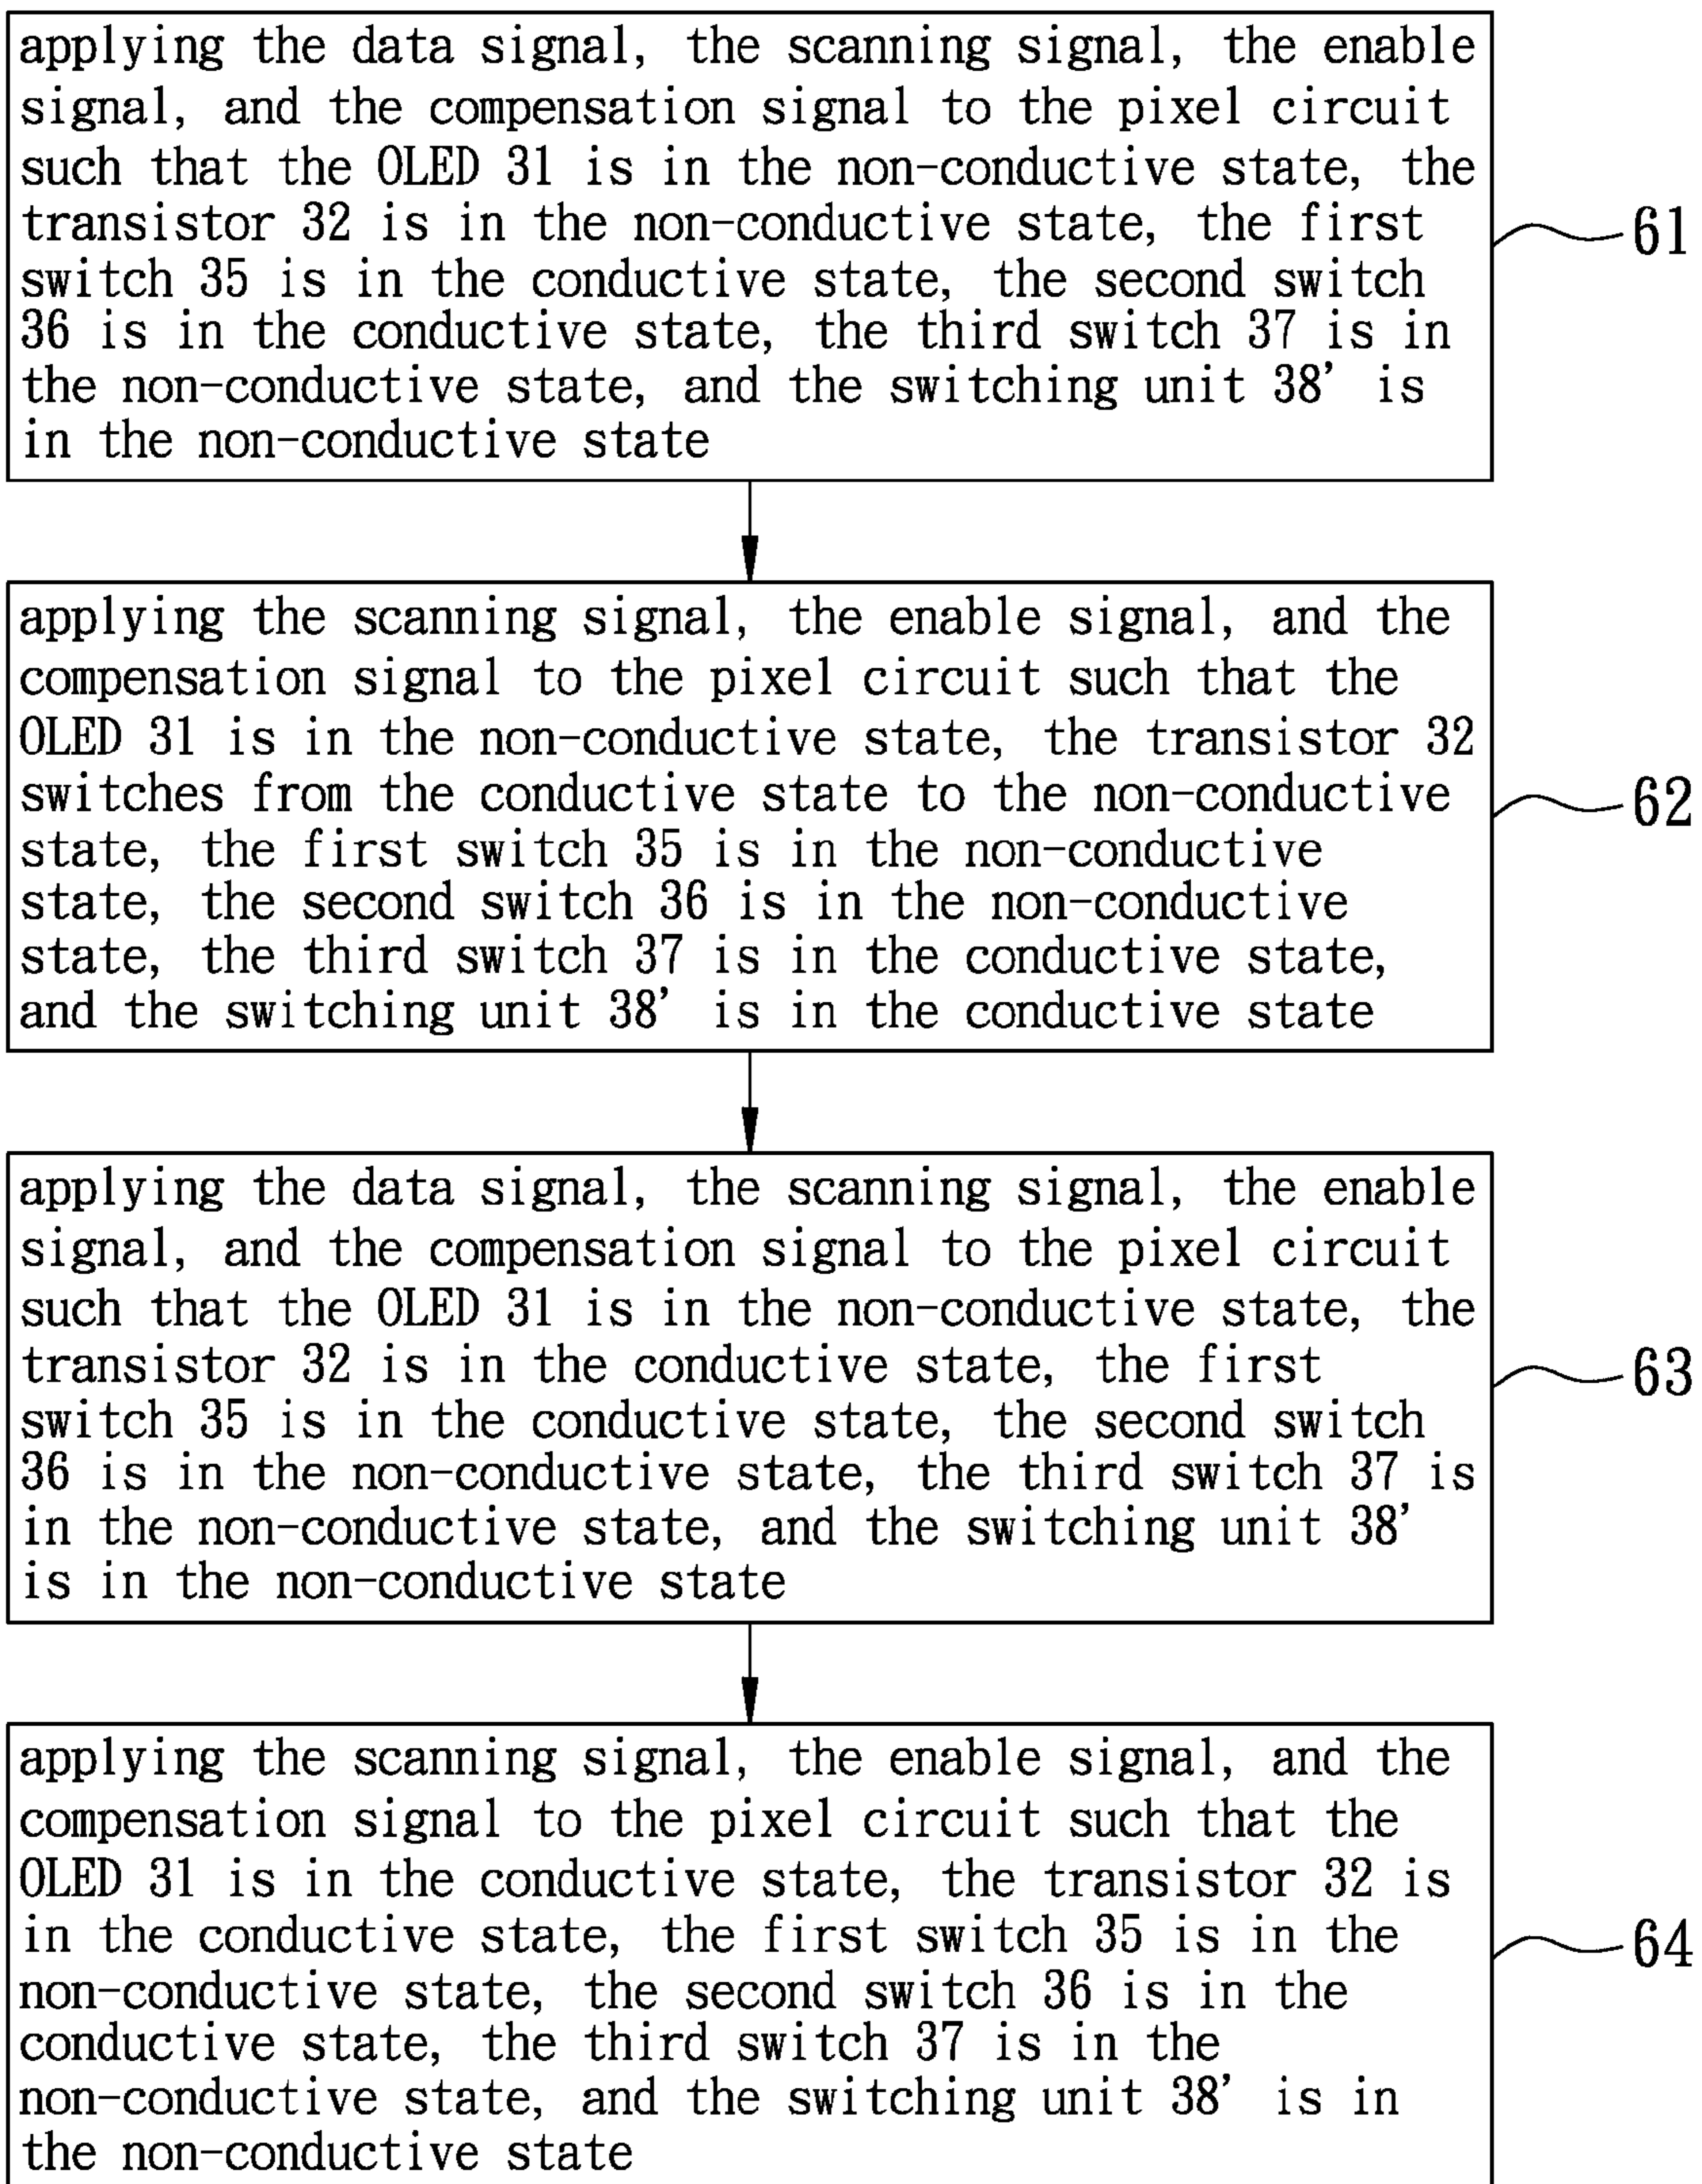 applying the data signal, the scanning signal, the enable
signal, and the compensation signal to the pixel circuit
such that the OLED 31 is in the non-conductive state, the
transistor 32 is in the non-conductive state, the first
switch 35 is in the conductive state, the second switch
36 is in the conductive state, the third switch 37 is in
the non-conductive state, and the switching unit 38' is
in the non-conductive state
61
applying the scanning signal, the enable signal, and the
compensation signal to the pixel circuit such that the
OLED 31 is in the non-conductive state, the transistor 32
switches from the conductive state to the non-conductive
state, the first switch 35 is in the non-conductive
state, the second switch 36 is in the non-conductive
state, the third switch 37 is in the conductive state,
and the switching unit 38' is in the conductive state
62
applying the data signal, the scanning signal, the enable
signal, and the compensation signal to the pixel circuit
such that the OLED 31 is in the non-conductive state, the
transistor 32 is in the conductive state, the first
switch 35 is in the conductive state, the second switch
36 is in the non-conductive state, the third switch 37 is
in the non-conductive state, and the switching unit 38'
is in the non-conductive state
63
applying the scanning signal, the enable signal, and the
compensation signal to the pixel circuit such that the
OLED 31 is in the conductive state, the transistor 32 is
in the conductive state, the first switch 35 is in the
non-conductive state, the second switch 36 is in the
conductive state, the third switch 37 is in the
non-conductive state, and the switching unit 38' is in
the non-conductive state
64